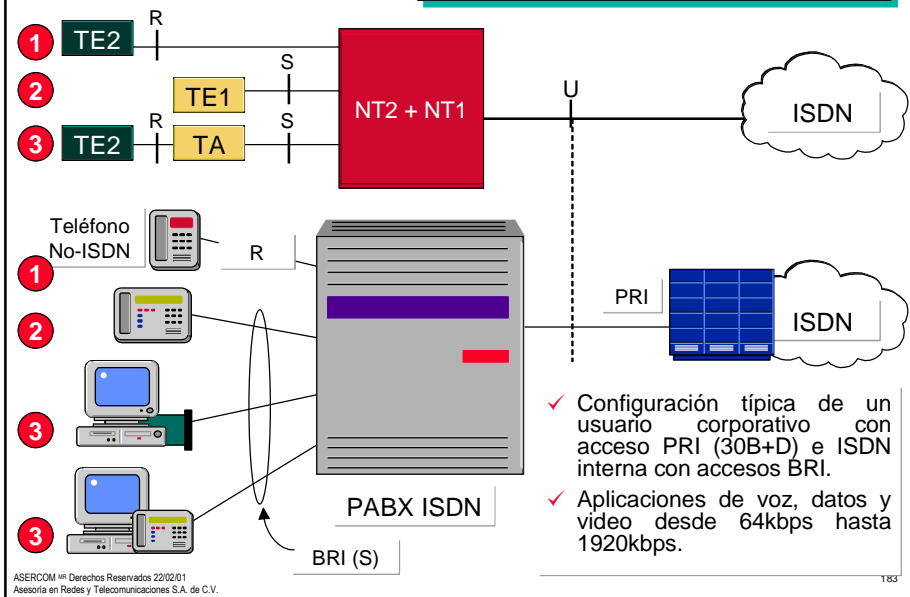 R
1
TE2
S
2
TE1
NT2 + NT1
U
ISDN
R
S
3
TE2
TA
Teléfono
No-ISDN
R
1
PRI
ISDN
2
3
✓ Configuración típica de un
usuario corporativo con
acceso PRI (30B+D) e ISDN
interna con accesos BRI.
✓ Aplicaciones de voz, datos y
video desde 64kbps hasta
1920kbps.
PABX ISDN
3
BRI (S)
ASERCOM MR Derechos Reservados 22/02/01
Asesoría en Redes y Telecomunicaciones S.A. de C.V.
183